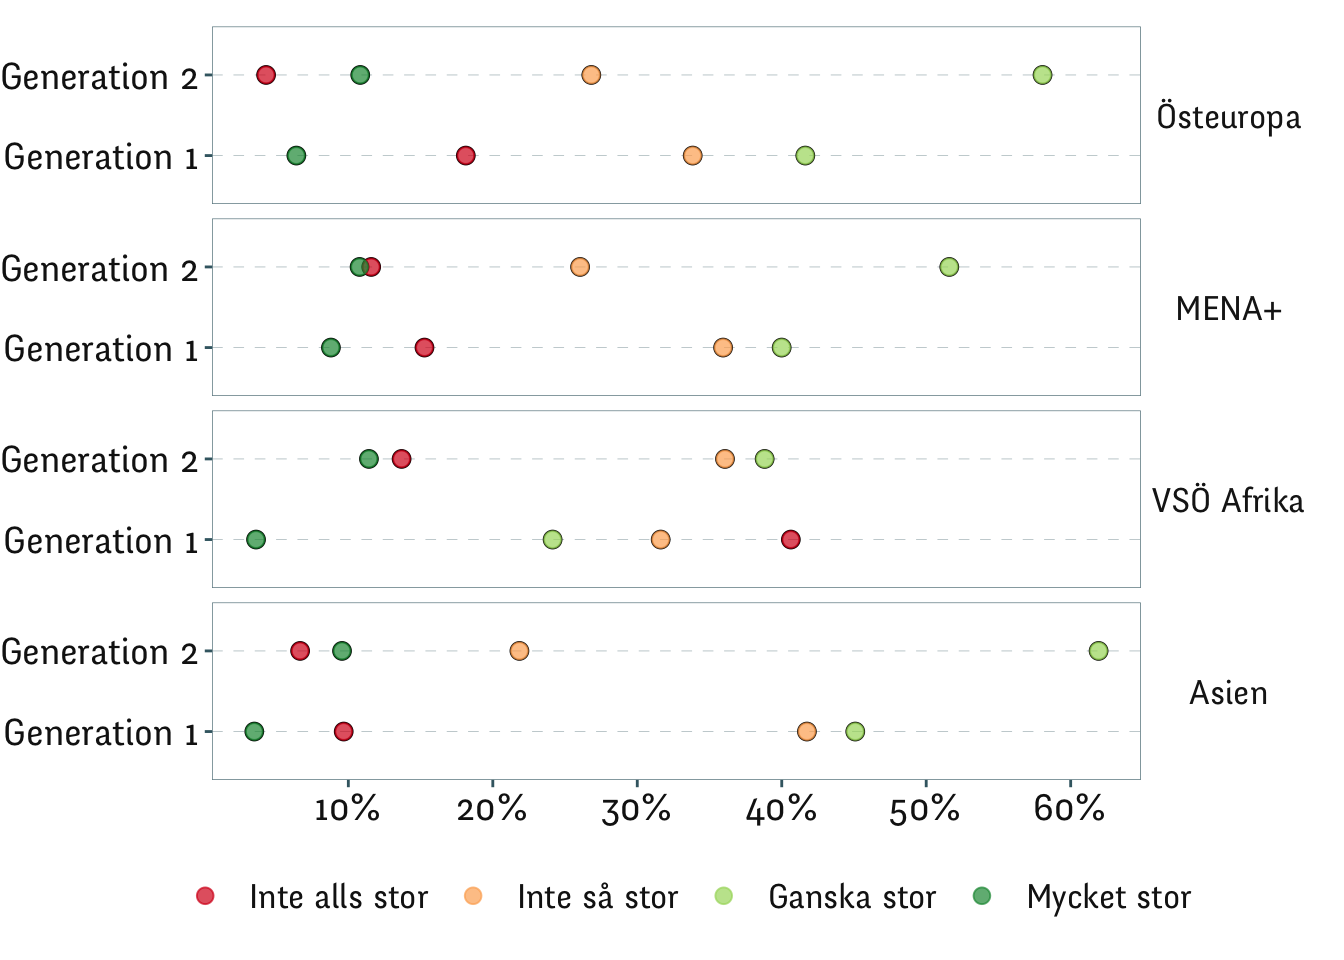 Generation 2
Generation 1
Östeuropa
Generation 2
Generation 1
MENA+
Generation 2
Generation 1
VSÖ Afrika
Generation 2
Generation 1
Asien
10% 20% 30% 40% 50% 60%
Inte alls stor Inte så stor Ganska stor Mycket stor